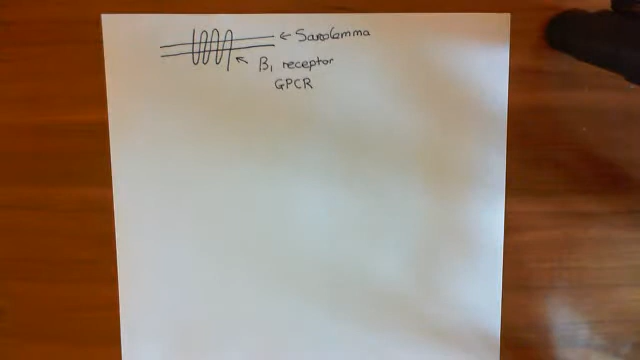 ← Sarcolemma
β₁ receptor
GPCR